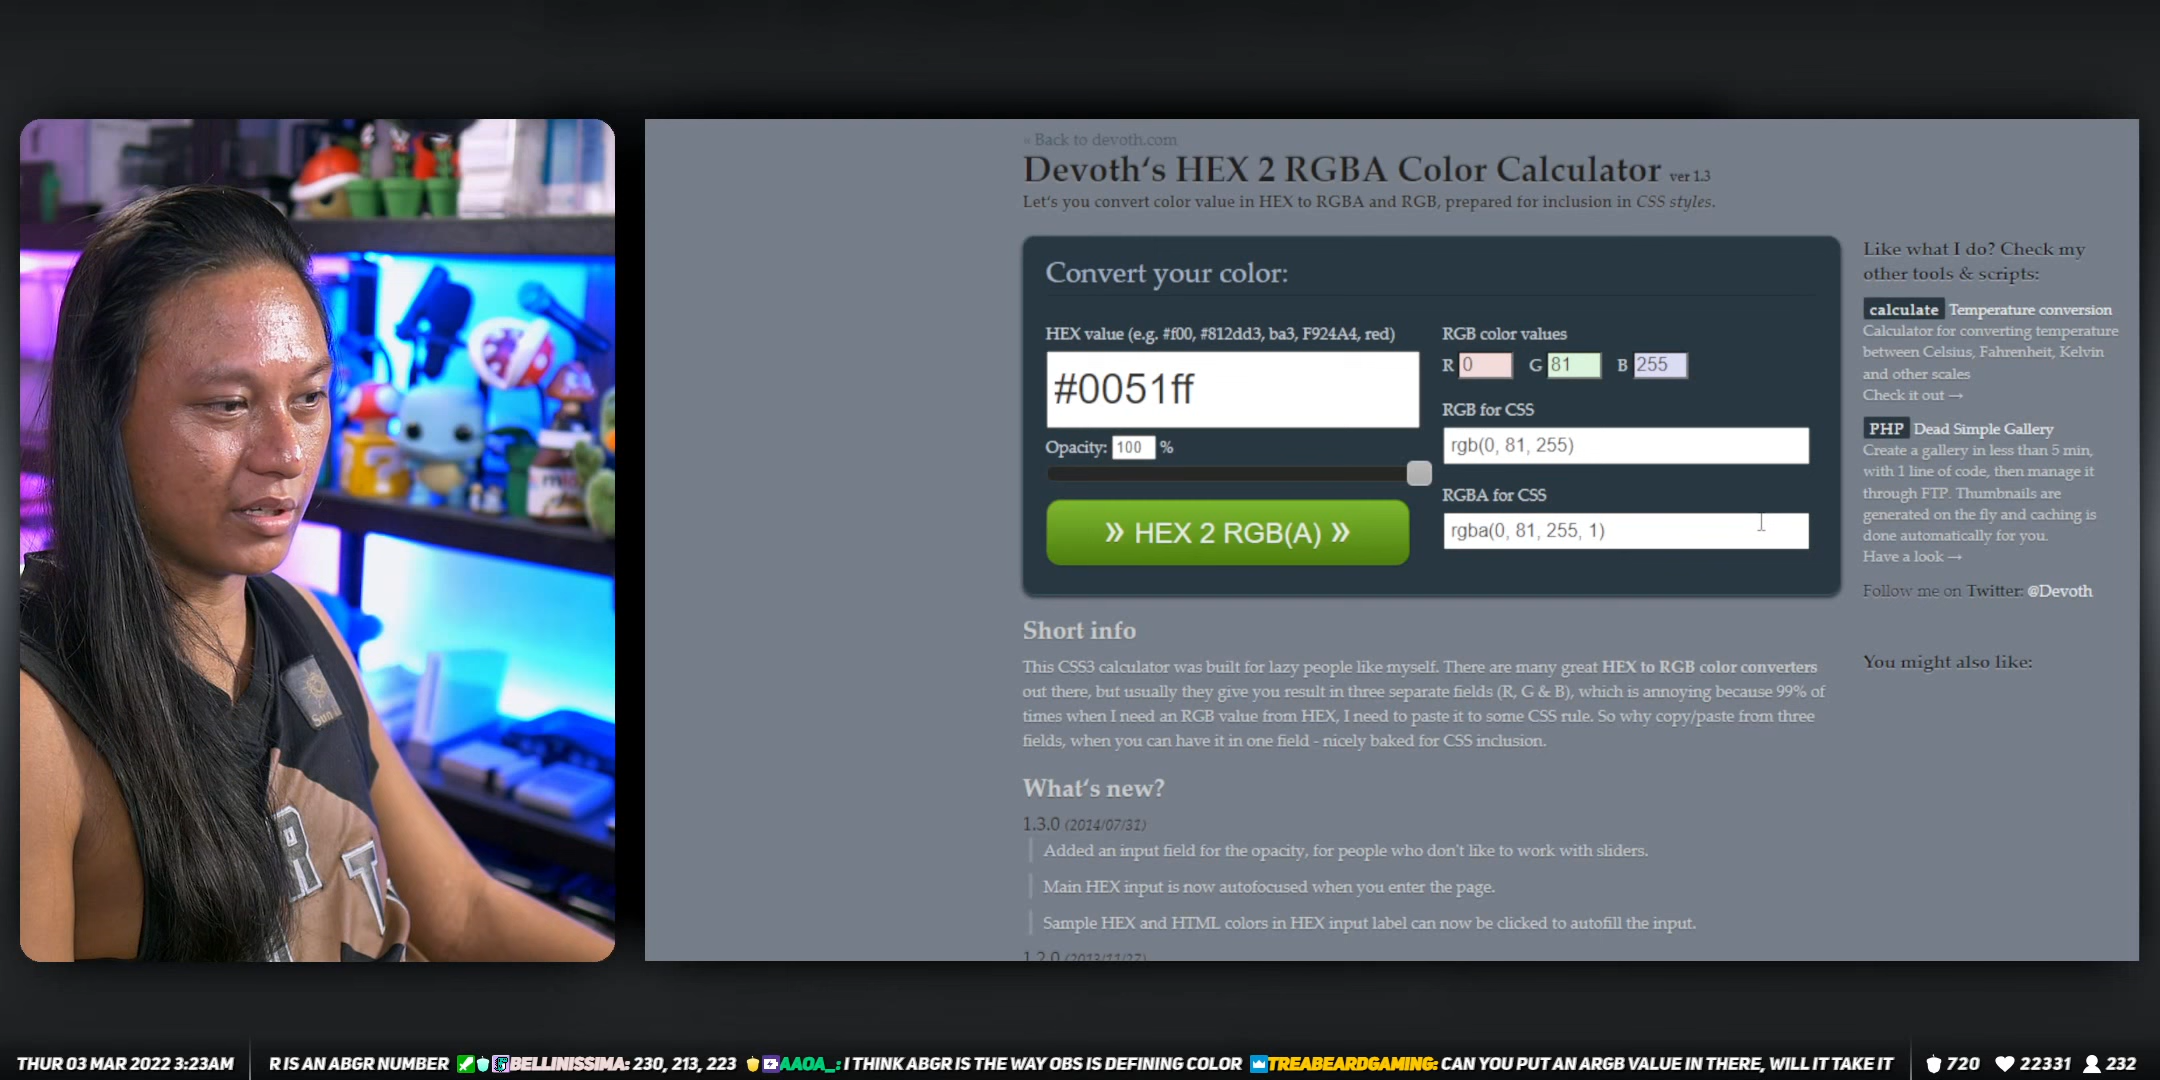 « Back to devoth.com
Devoth's HEX 2 RGBA Color Calculator ver 1.3
Let's you convert color value in HEX to RGBA and RGB, prepared for inclusion in CSS styles.
Convert your color:
HEX value (e.g. #f00, #812dd3, ba3, F924A4, red)
#0051ff
Opacity: 100 %
» HEX 2 RGB(A) »
RGB color values
R 0 G 81 B 255
RGB for CSS
rgb(0, 81, 255)
RGBA for CSS
rgba(0, 81, 255, 1)
Like what I do? Check my
other tools & scripts:
calculate Temperature conversion
Calculator for converting temperature
between Celsius, Fahrenheit, Kelvin
and other scales
Check it out →
PHP Dead Simple Gallery
Create a gallery in less than 5 min,
with 1 line of code, then manage it
through FTP. Thumbnails are
generated on the fly and caching is
done automatically for you.
Have a look →
Follow me on Twitter: @Devoth
You might also like:
Short info
This CSS3 calculator was built for lazy people like myself. There are many great HEX to RGB color converters
out there, but usually they give you result in three separate fields (R, G & B), which is annoying because 99% of
times when I need an RGB value from HEX, I need to paste it to some CSS rule. So why copy/paste from three
fields, when you can have it in one field - nicely baked for CSS inclusion.
What's new?
1.3.0 (2014/07/31)
Added an input field for the opacity, for people who don't like to work with sliders.
Main HEX input is now autofocused when you enter the page.
Sample HEX and HTML colors in HEX input label can now be clicked to autofill the input.
1.2.0 (2013/11/27)
THUR 03 MAR 2022 3:23AM
R IS AN ABGR NUMBER BELLINISSIMA: 230, 213, 223 AAOA_: I THINK ABGR IS THE WAY OBS IS DEFINING COLOR TREABEARDGAMING: CAN YOU PUT AN ARGB VALUE IN THERE, WILL IT TAKE IT
720 22331 232